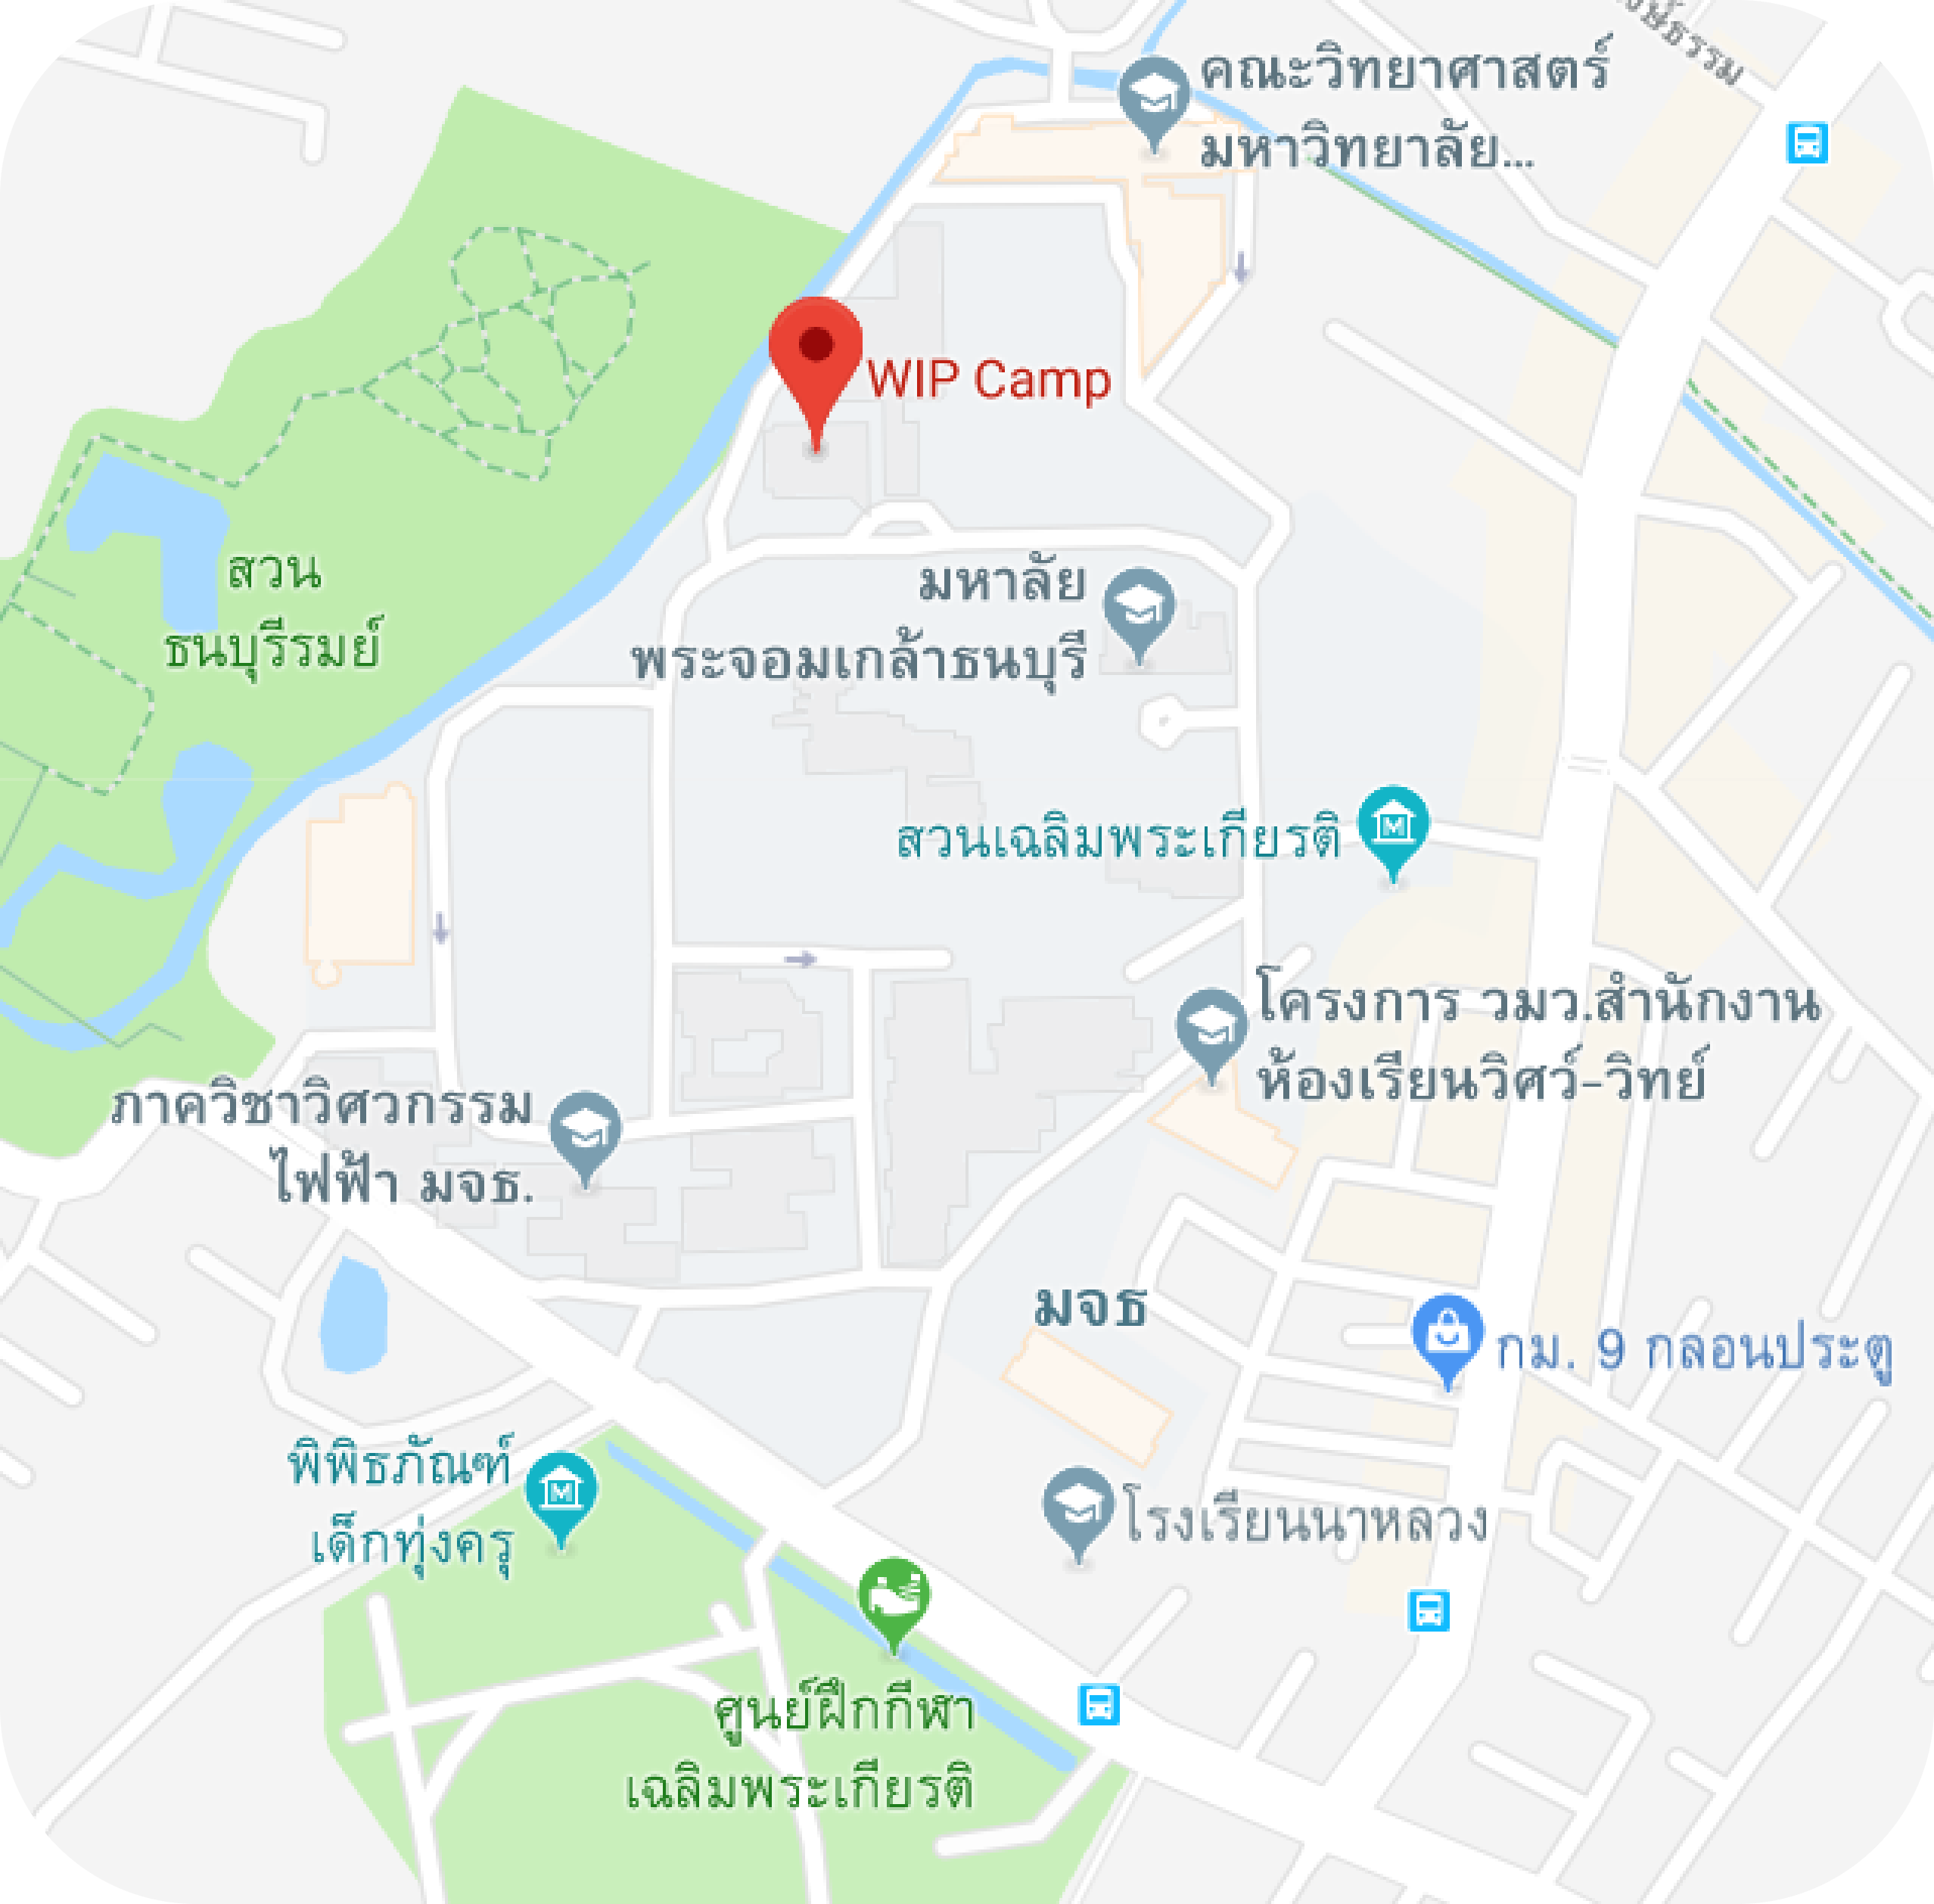 คณะวิทยาศาสตร์
มหาวิทยาลัย...
WIP Camp
สวน
ธนบุรีรมย์
มหาลัย
พระจอมเกล้าธนบุรี
สวนเฉลิมพระเกียรติ
โครงการ วมว.สำนักงาน
ห้องเรียนวิศว์-วิทย์
ภาควิชาวิศวกรรม
ไฟฟ้า มจธ.
มจธ
กม. 9 กลอนประตู
พิพิธภัณฑ์
เด็กทุ่งครุ
โรงเรียนนาหลวง
ศูนย์ฝึกกีฬา
เฉลิมพระเกียรติ